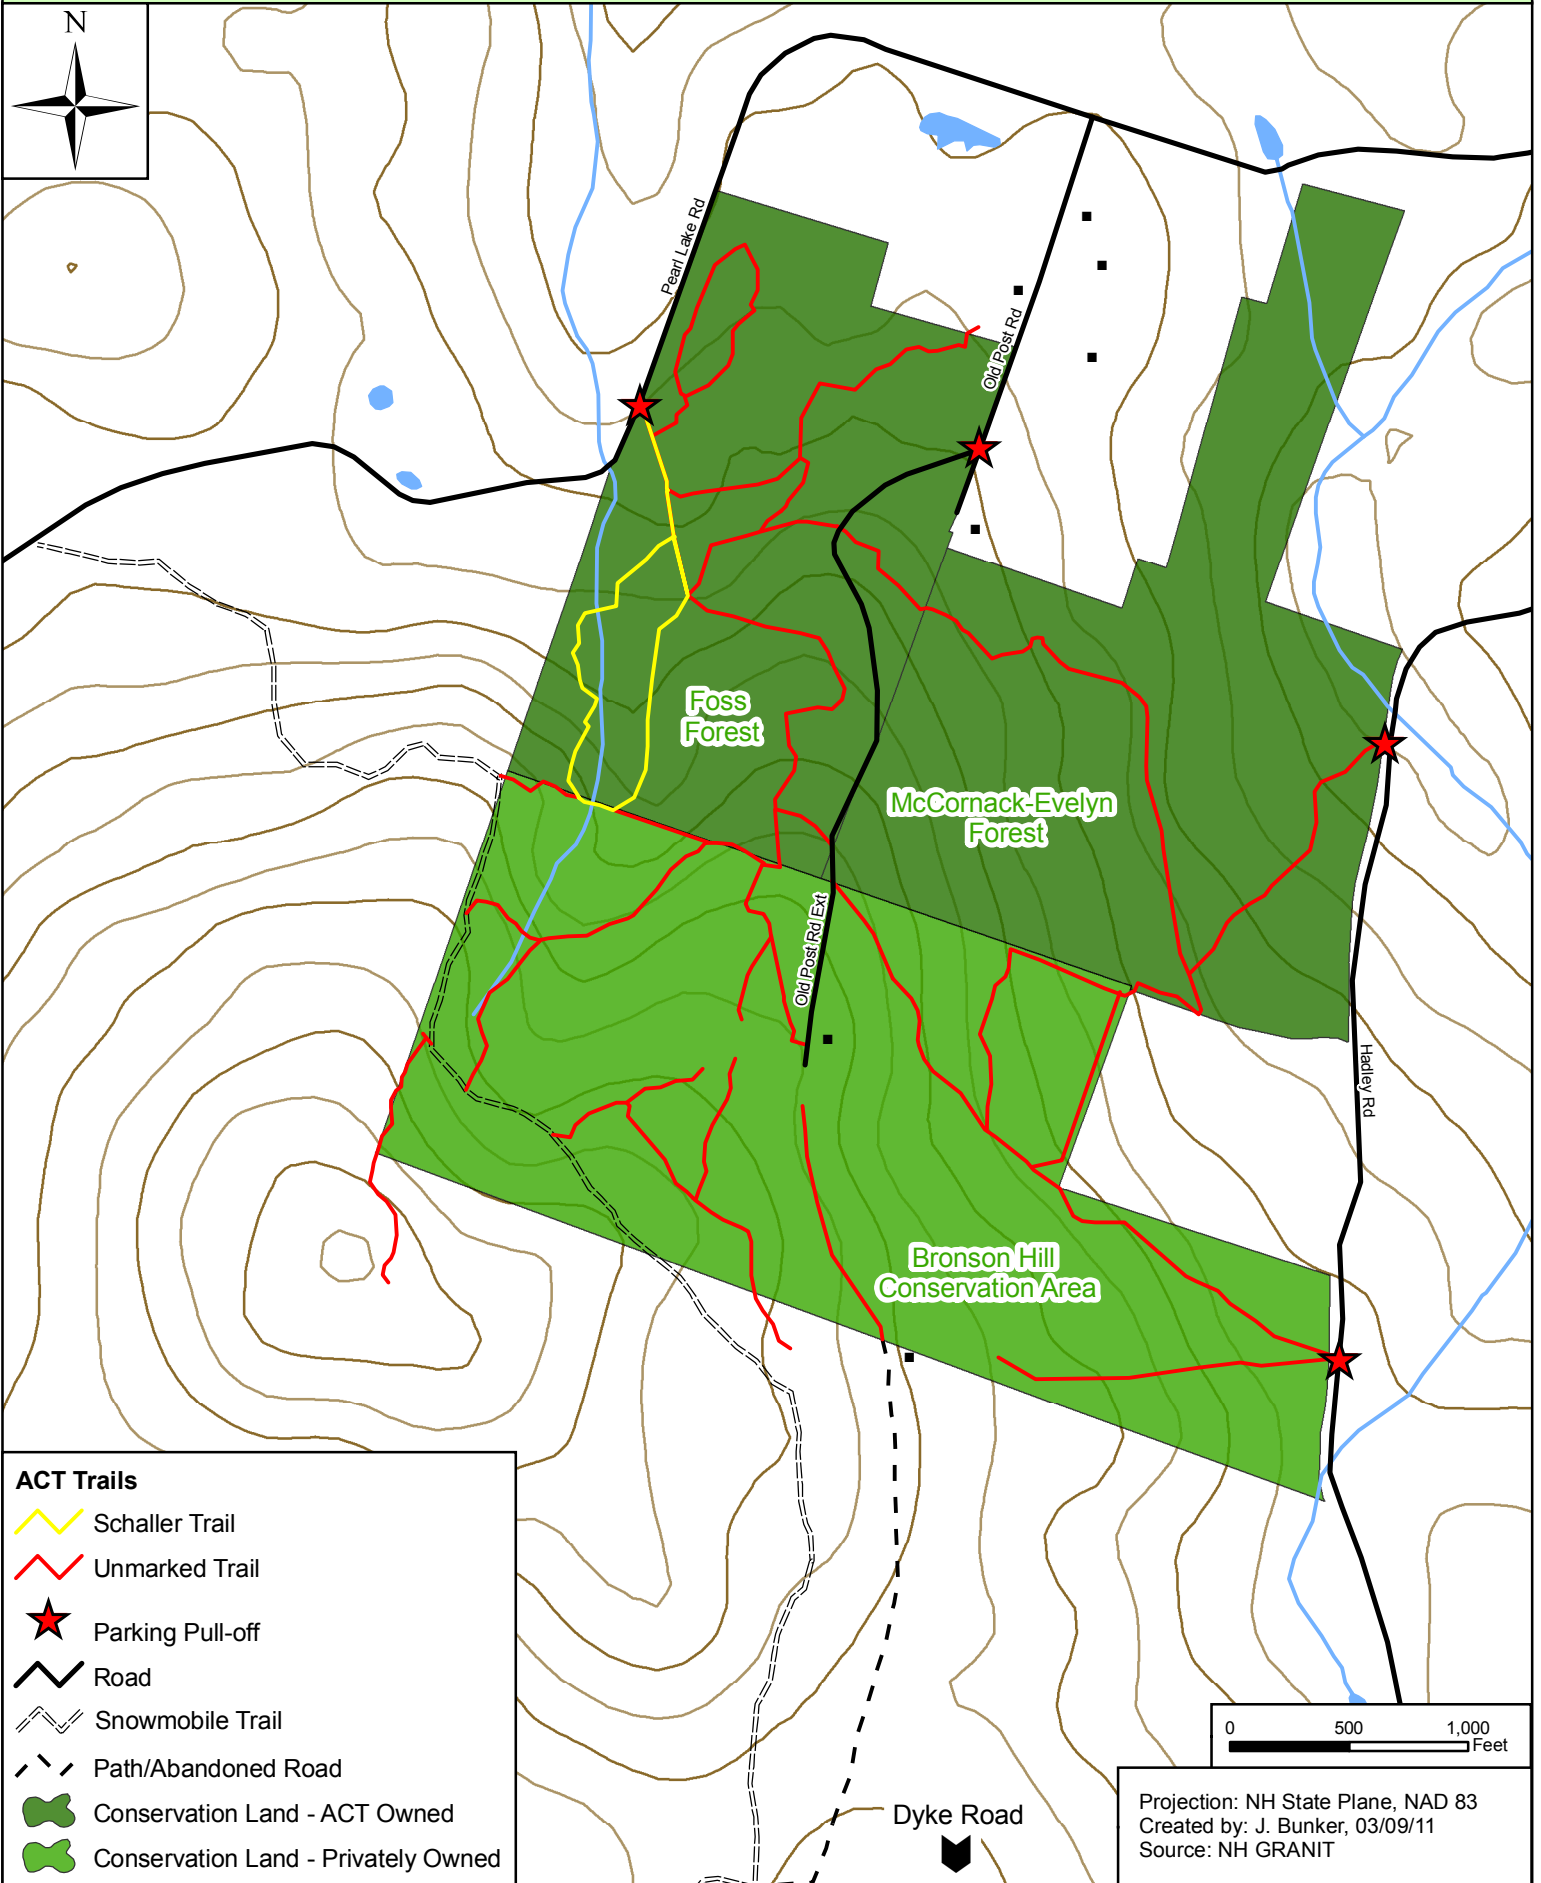 N
Pearl Lake Rd
Old Post Rd
Foss
Forest
McCornack-Evelyn
Forest
Old Post Rd Ext
Hadley Rd
Bronson Hill
Conservation Area
ACT Trails
Schaller Trail
Unmarked Trail
Parking Pull-off
Road
Snowmobile Trail
Path/Abandoned Road
Conservation Land - ACT Owned
Conservation Land - Privately Owned
Dyke Road
0 500 1,000
Feet
Projection: NH State Plane, NAD 83
Created by: J. Bunker, 03/09/11
Source: NH GRANIT